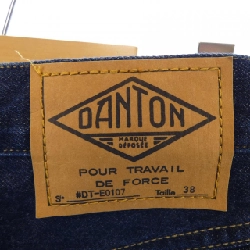 DANTON
MARQUE
DÉPOSÉE
POUR TRAVAIL
DE FORCE
S- #DT-E0107 Taille 38